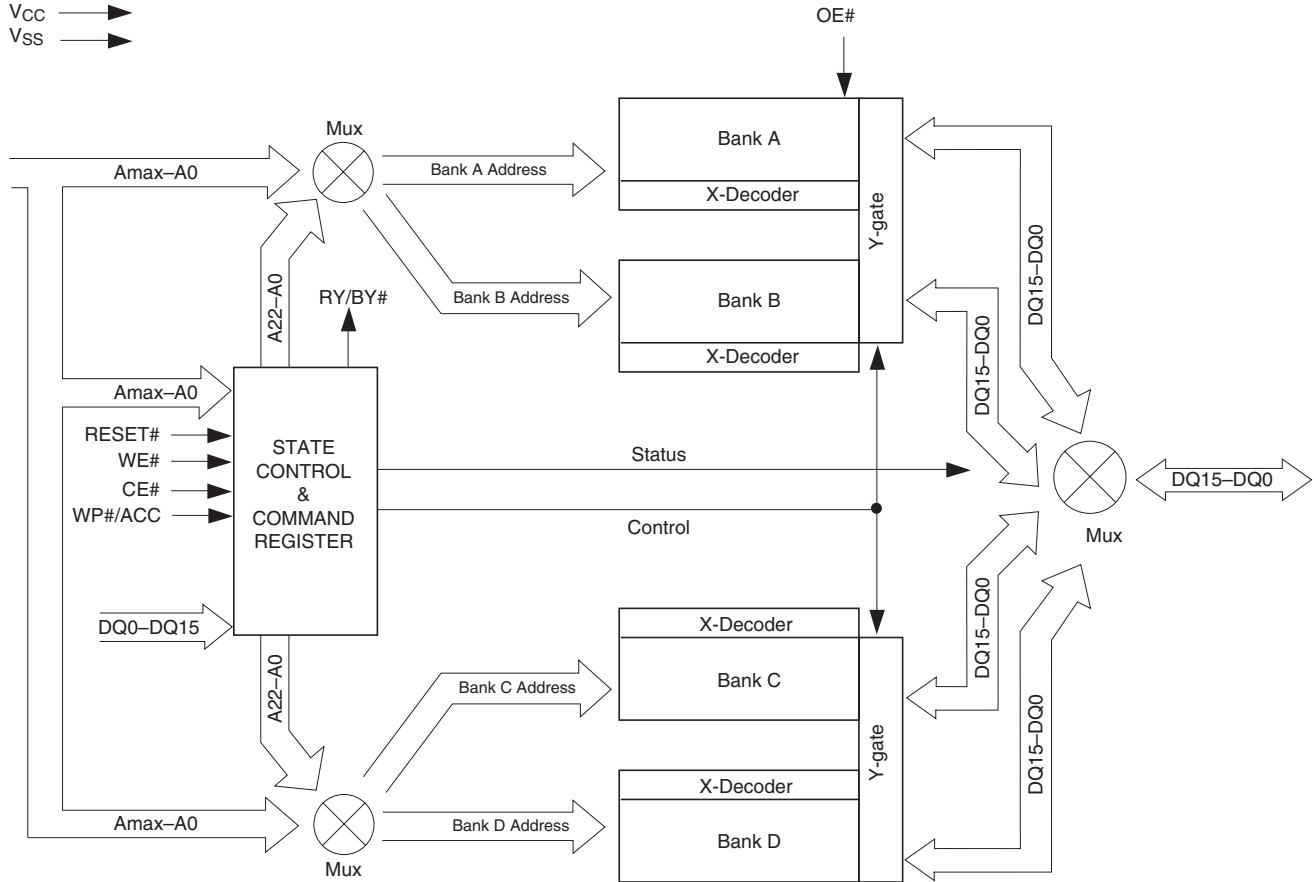 VCC
VSS
OE#
Mux
Bank A
Amax–A0
Bank A Address
X-Decoder
Y-gate
DQ15–DQ0
A22–A0
RY/BY#
Bank B Address
Bank B
X-Decoder
DQ15–DQ0
Amax–A0
RESET#
WE#
CE#
WP#/ACC
STATE
CONTROL
&
COMMAND
REGISTER
Status
Control
DQ15–DQ0
Mux
DQ0–DQ15
A22–A0
X-Decoder
Bank C
Bank C Address
Y-gate
DQ15–DQ0
DQ15–DQ0
X-Decoder
Bank D
Bank D Address
Amax–A0
Mux